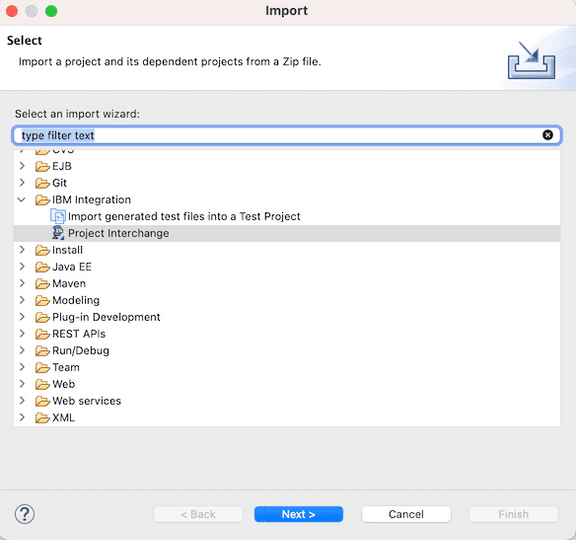 Import
Select
Import a project and its dependent projects from a Zip file.
Select an import wizard:
type filter text
CVS
EJB
Git
IBM Integration
Import generated test files into a Test Project
Project Interchange
Install
Java EE
Maven
Modeling
Plug-in Development
REST APIs
Run/Debug
Team
Web
Web services
XML
?
< Back
Next >
Cancel
Finish